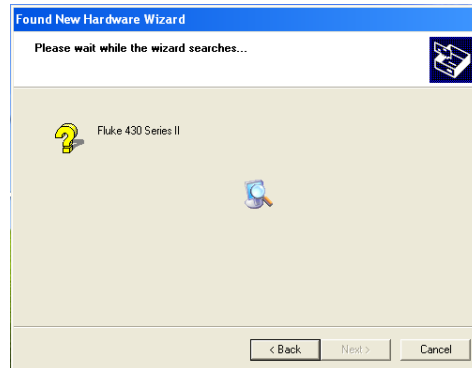 Found New Hardware Wizard
Please wait while the wizard searches...
Fluke 430 Series II
< Back
Next >
Cancel